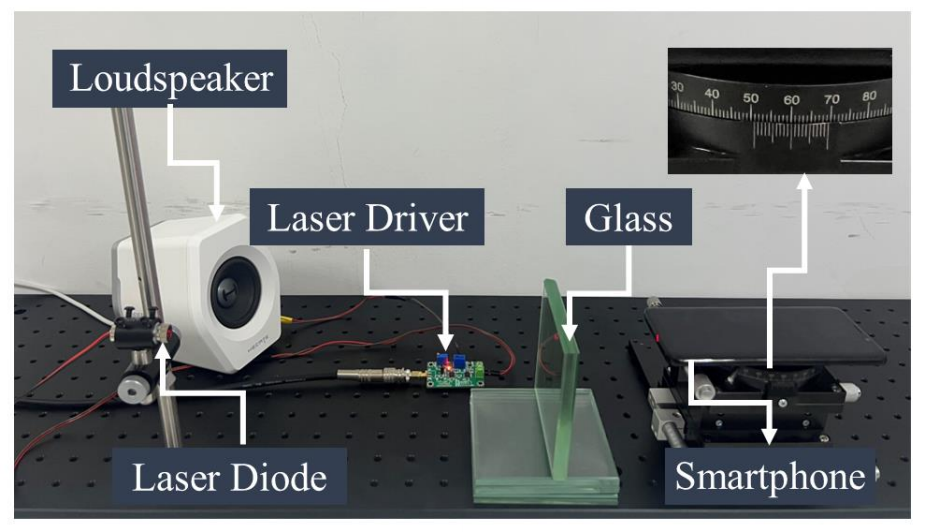 Loudspeaker
30 40 50 60 70 80
Laser Driver
Glass
Laser Diode
Smartphone